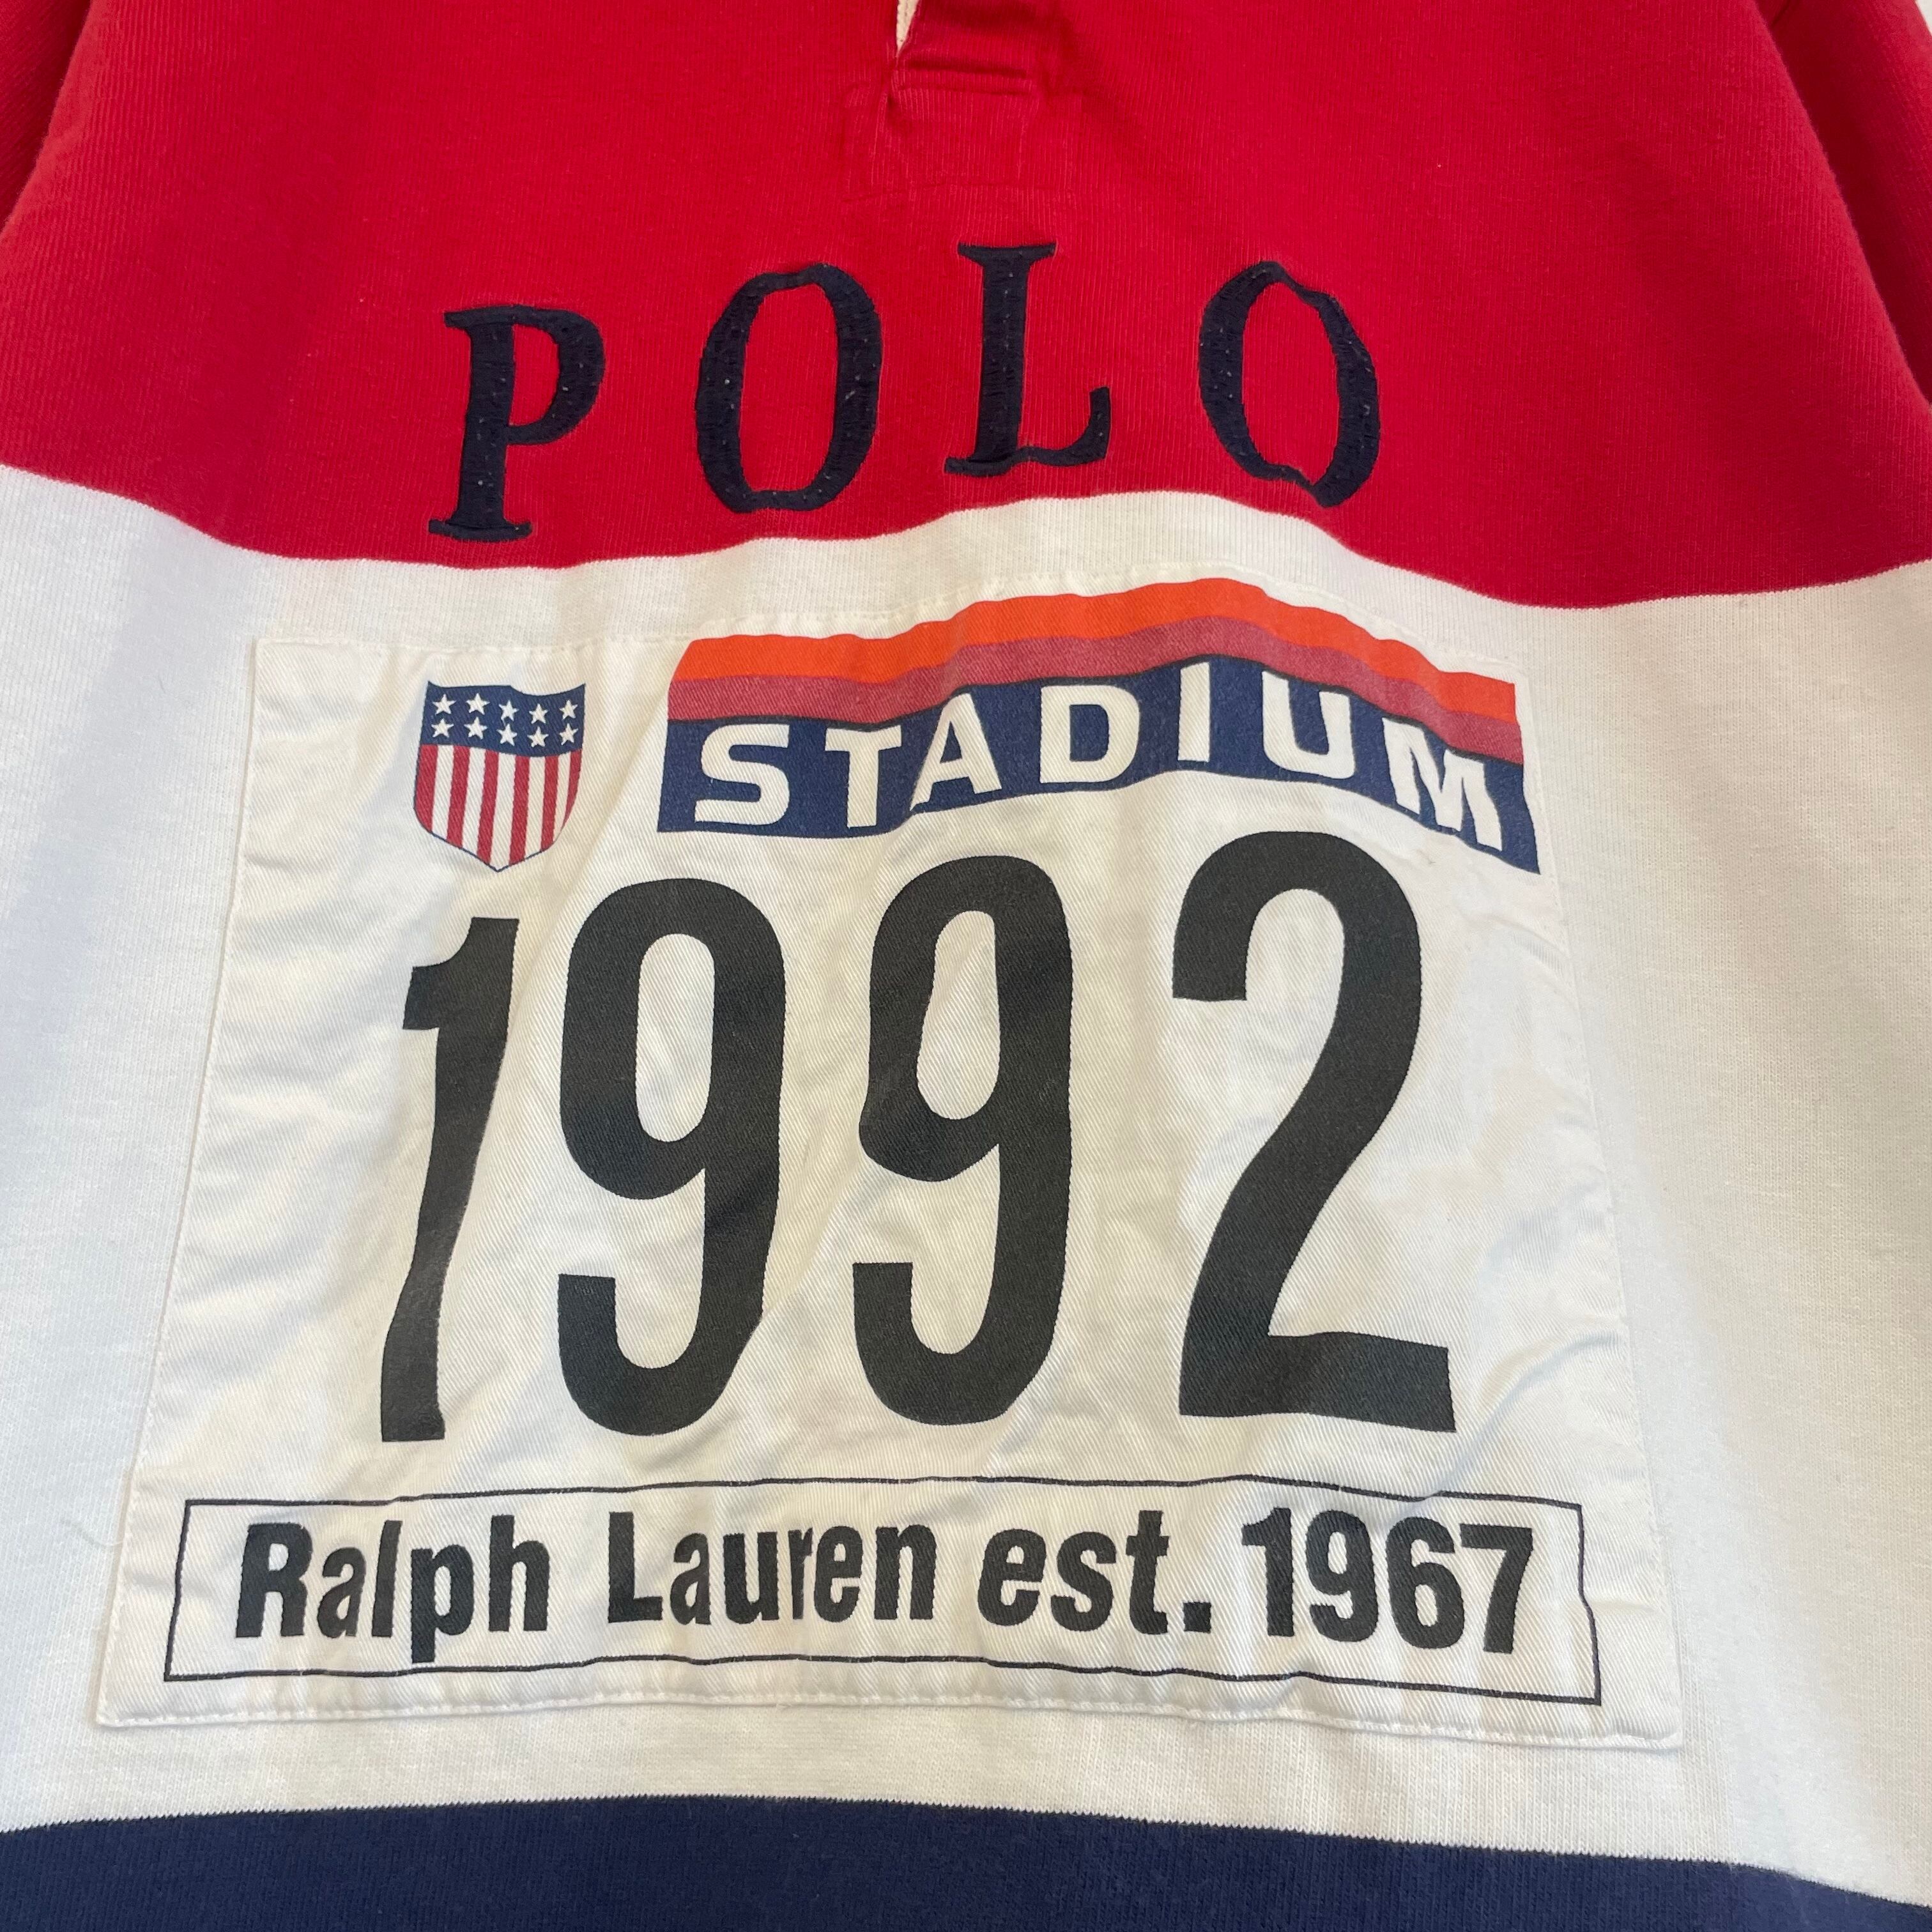 POLO
STADIUM
1992
Ralph Lauren est. 1967